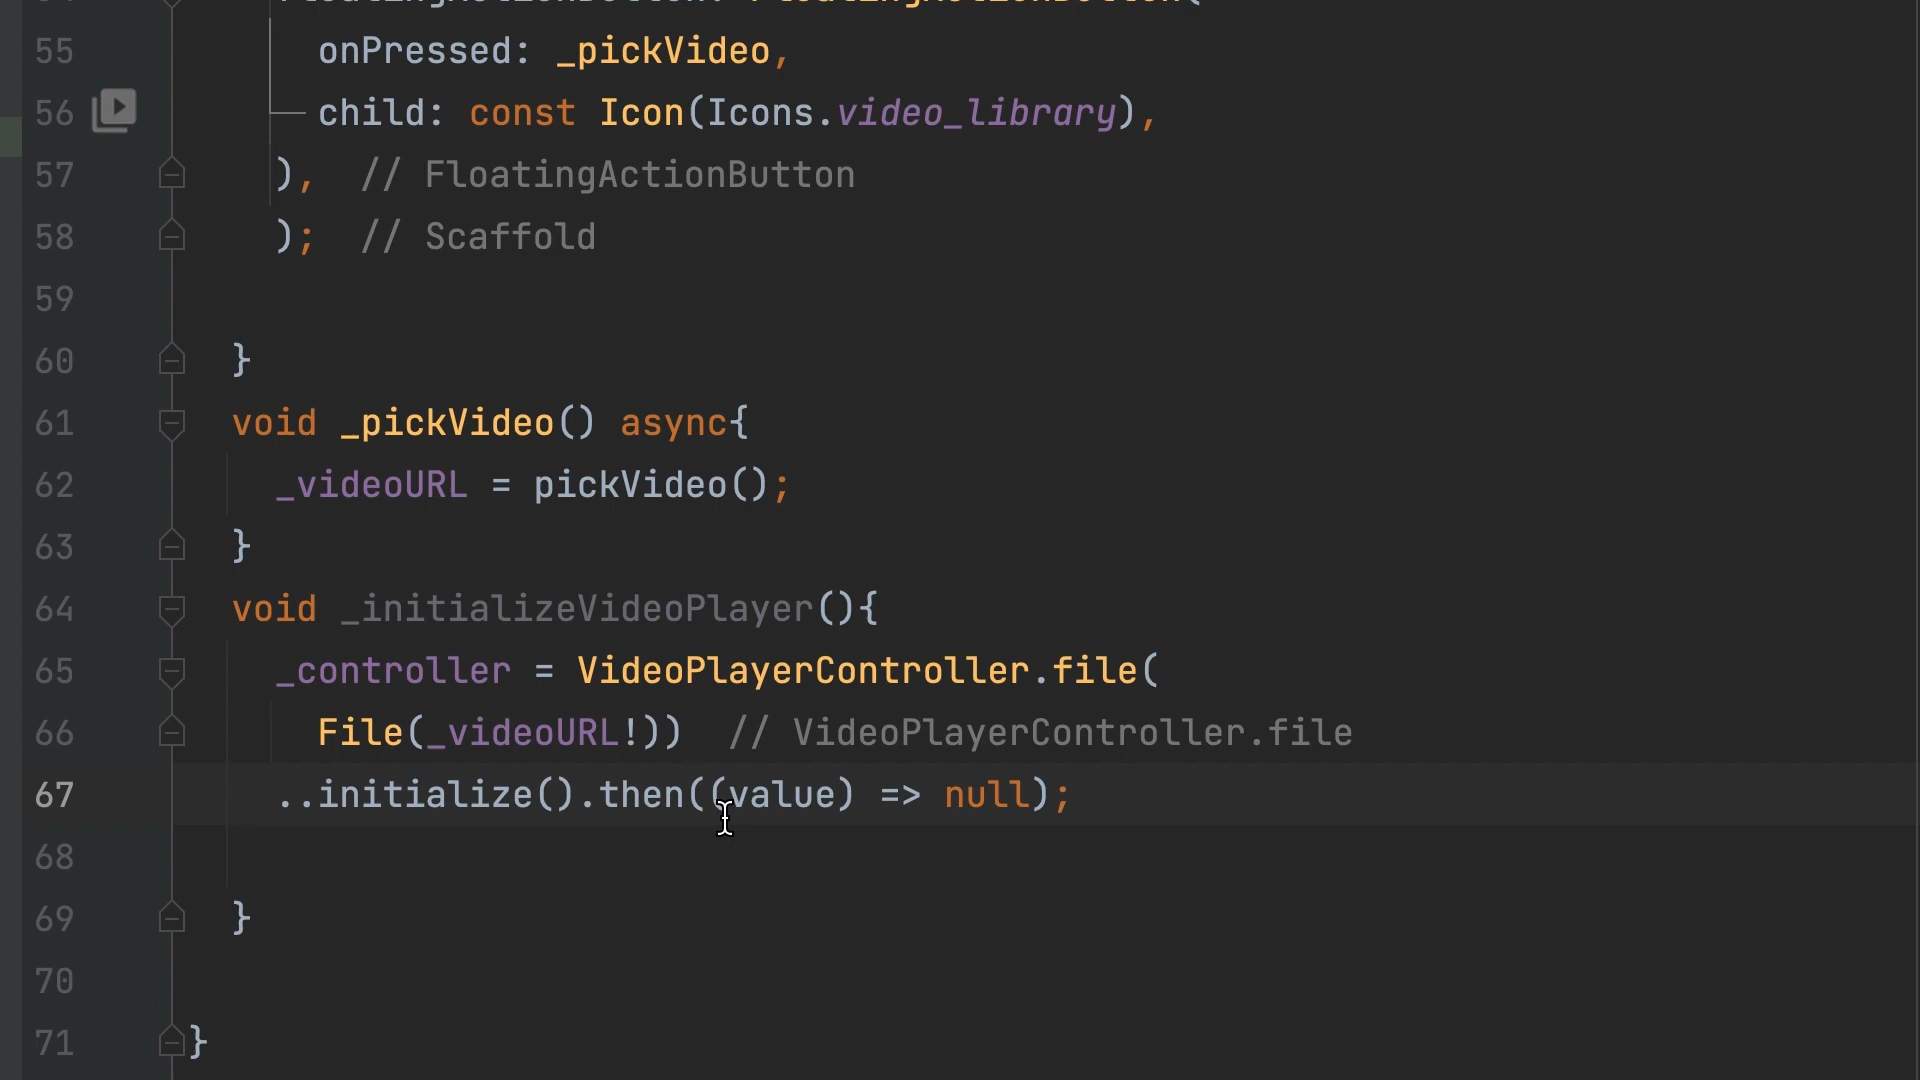 55 onPressed: _pickVideo,
56 child: const Icon(Icons.video_library),
57 ), // FloatingActionButton
58 ); // Scaffold
59
60 }
61 void _pickVideo() async{
62 _videoURL = pickVideo();
63 }
64 void _initializeVideoPlayer(){
65 _controller = VideoPlayerController.file(
66 File(_videoURL!)) // VideoPlayerController.file
67 ..initialize().then((value) => null);
68
69 }
70
71 }